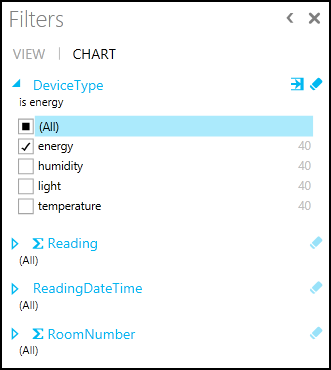 Filters
VIEW | CHART
DeviceType
is energy
(All)
energy 40
humidity 40
light 40
temperature 40
Σ Reading
(All)
ReadingDateTime
(All)
Σ RoomNumber
(All)